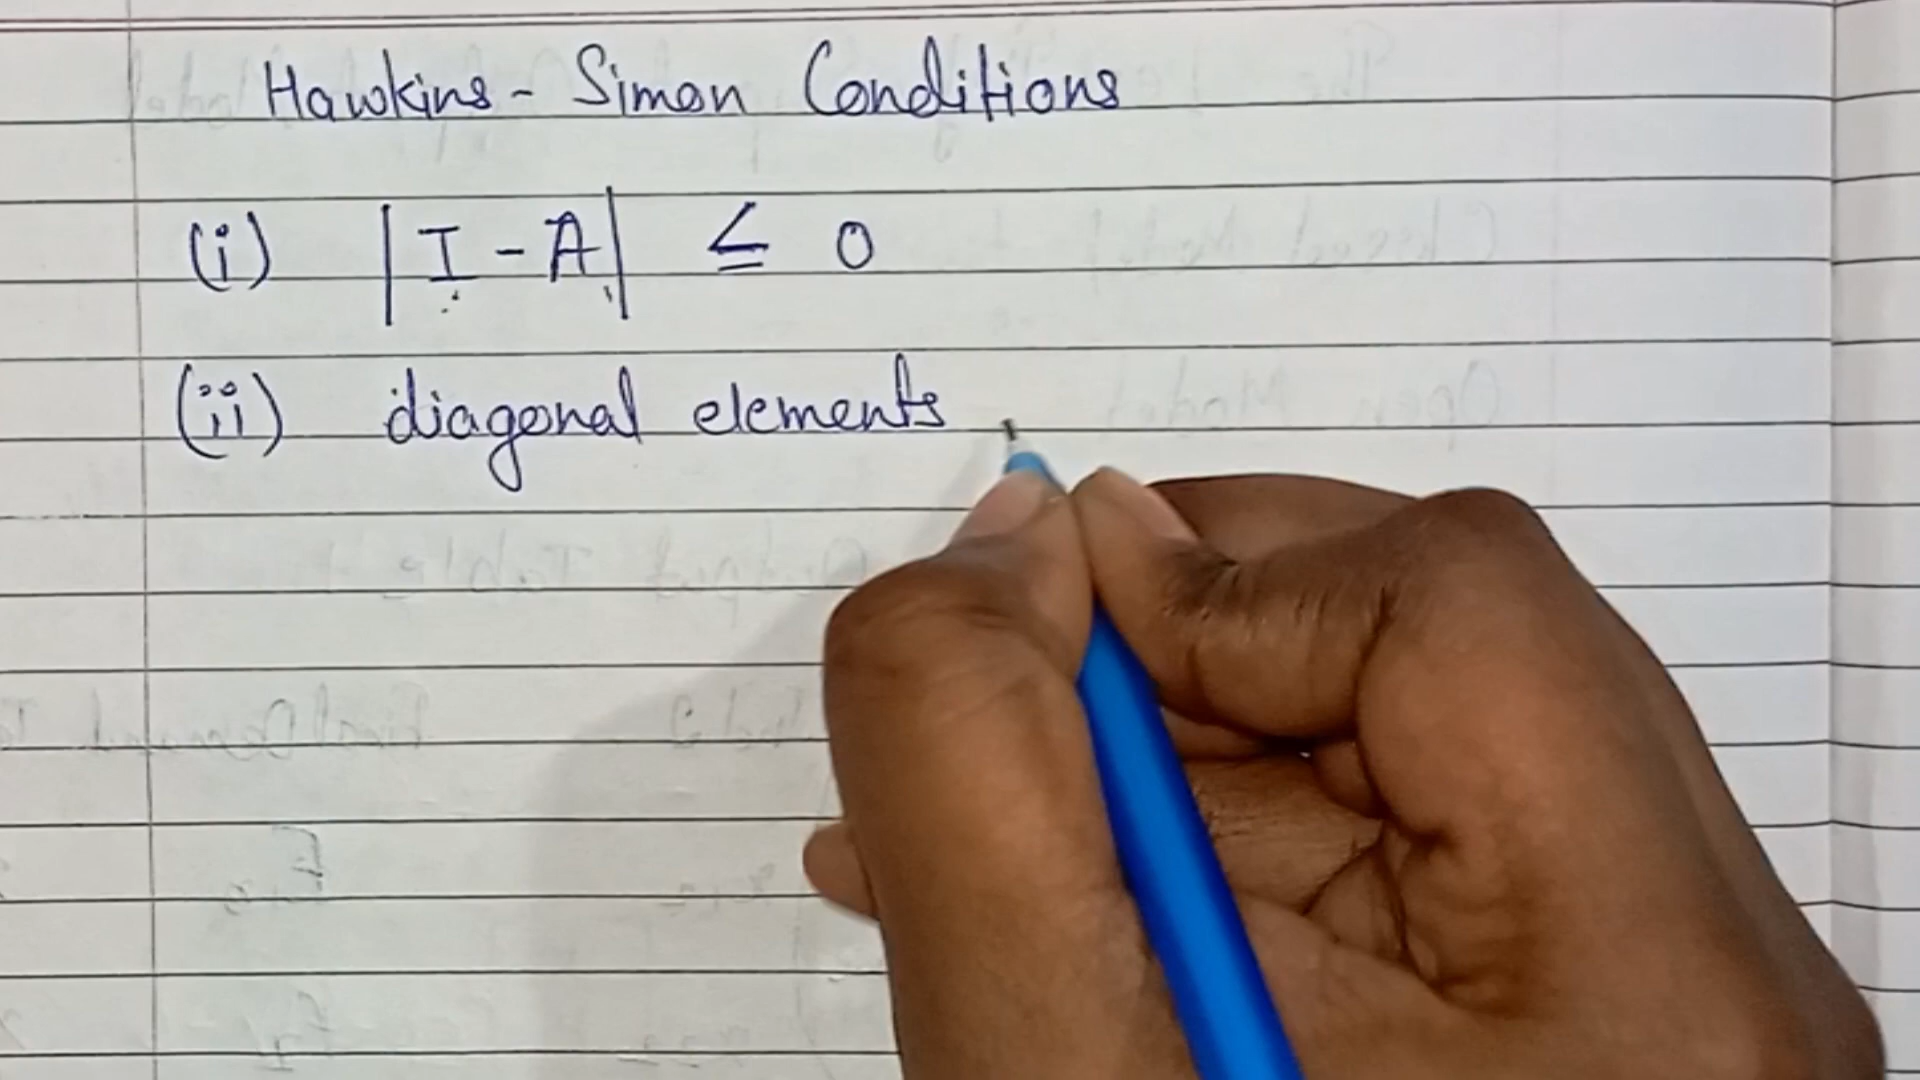 Hawkins - Simon Conditions
(i) |I - A| ≤ 0
(ii) diagonal elements